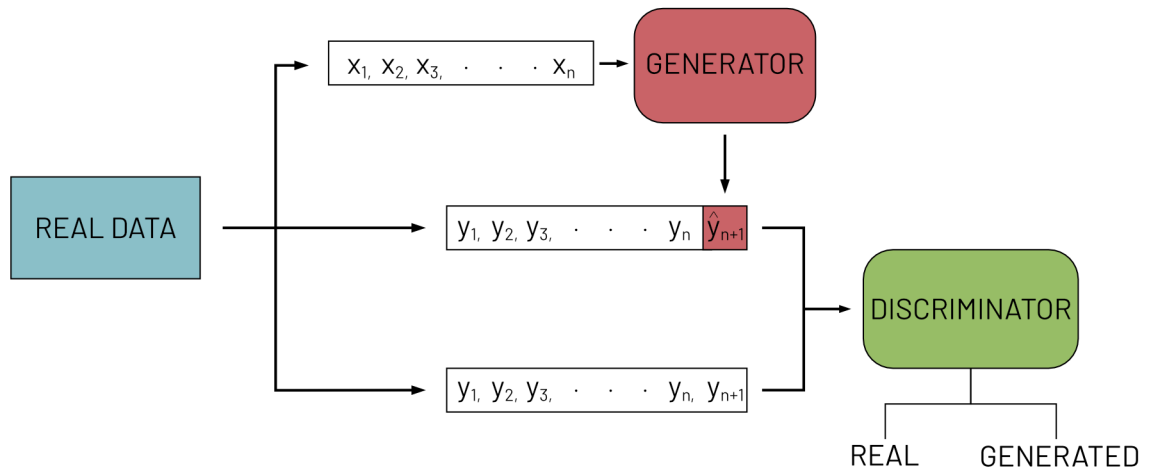 x₁, x₂, x₃, · · · xₙ
GENERATOR
REAL DATA
y₁, y₂, y₃, · · · yₙ ŷₙ₊₁
DISCRIMINATOR
y₁, y₂, y₃, · · · yₙ, yₙ₊₁
REAL
GENERATED